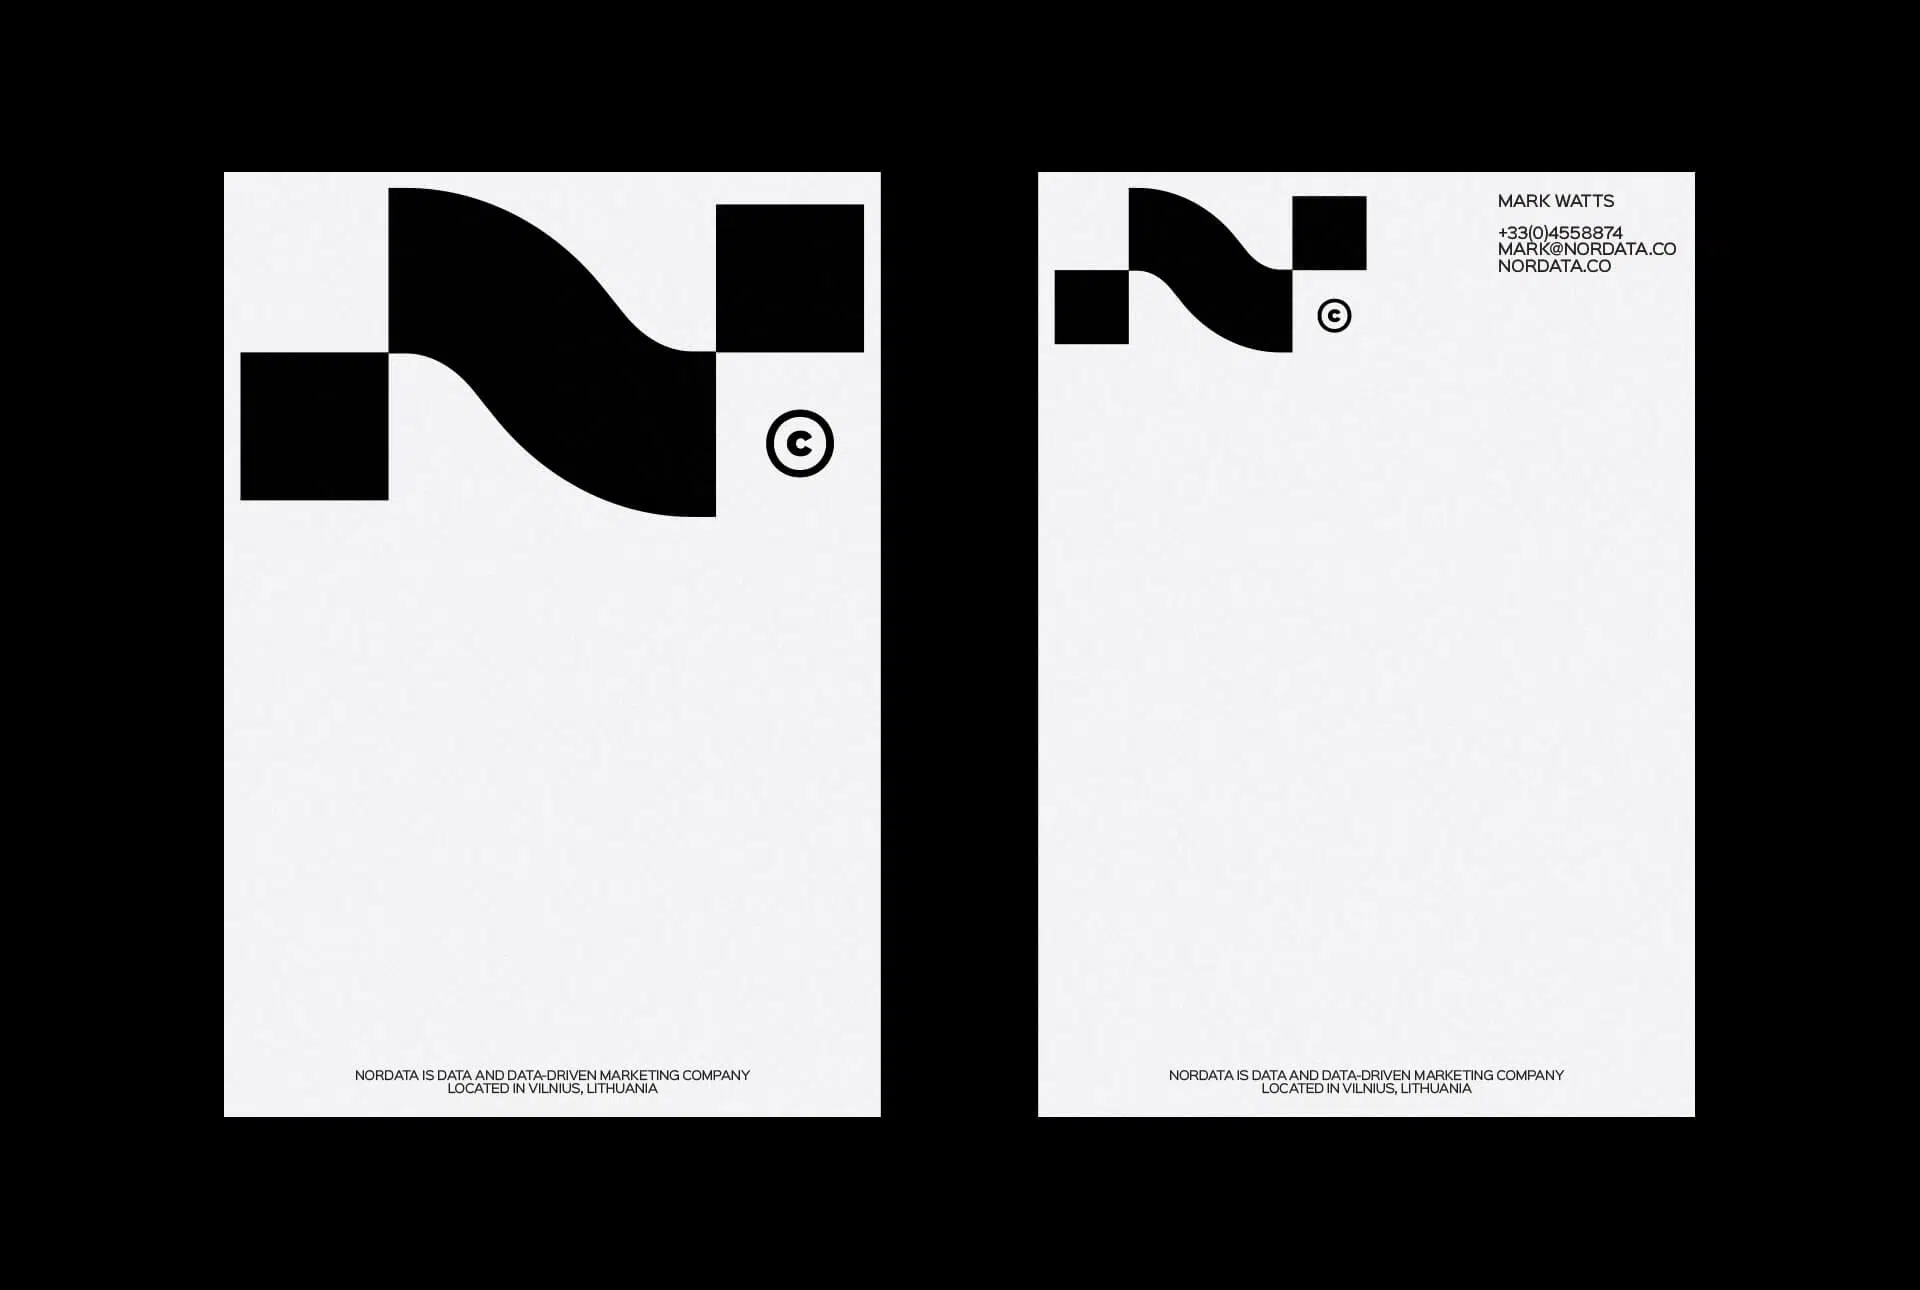 ©
NORDATA IS DATA AND DATA-DRIVEN MARKETING COMPANY
LOCATED IN VILNIUS, LITHUANIA
©
MARK WATTS
+33(0)4558874
MARK@NORDATA.CO
NORDATA.CO
NORDATA IS DATA AND DATA-DRIVEN MARKETING COMPANY
LOCATED IN VILNIUS, LITHUANIA